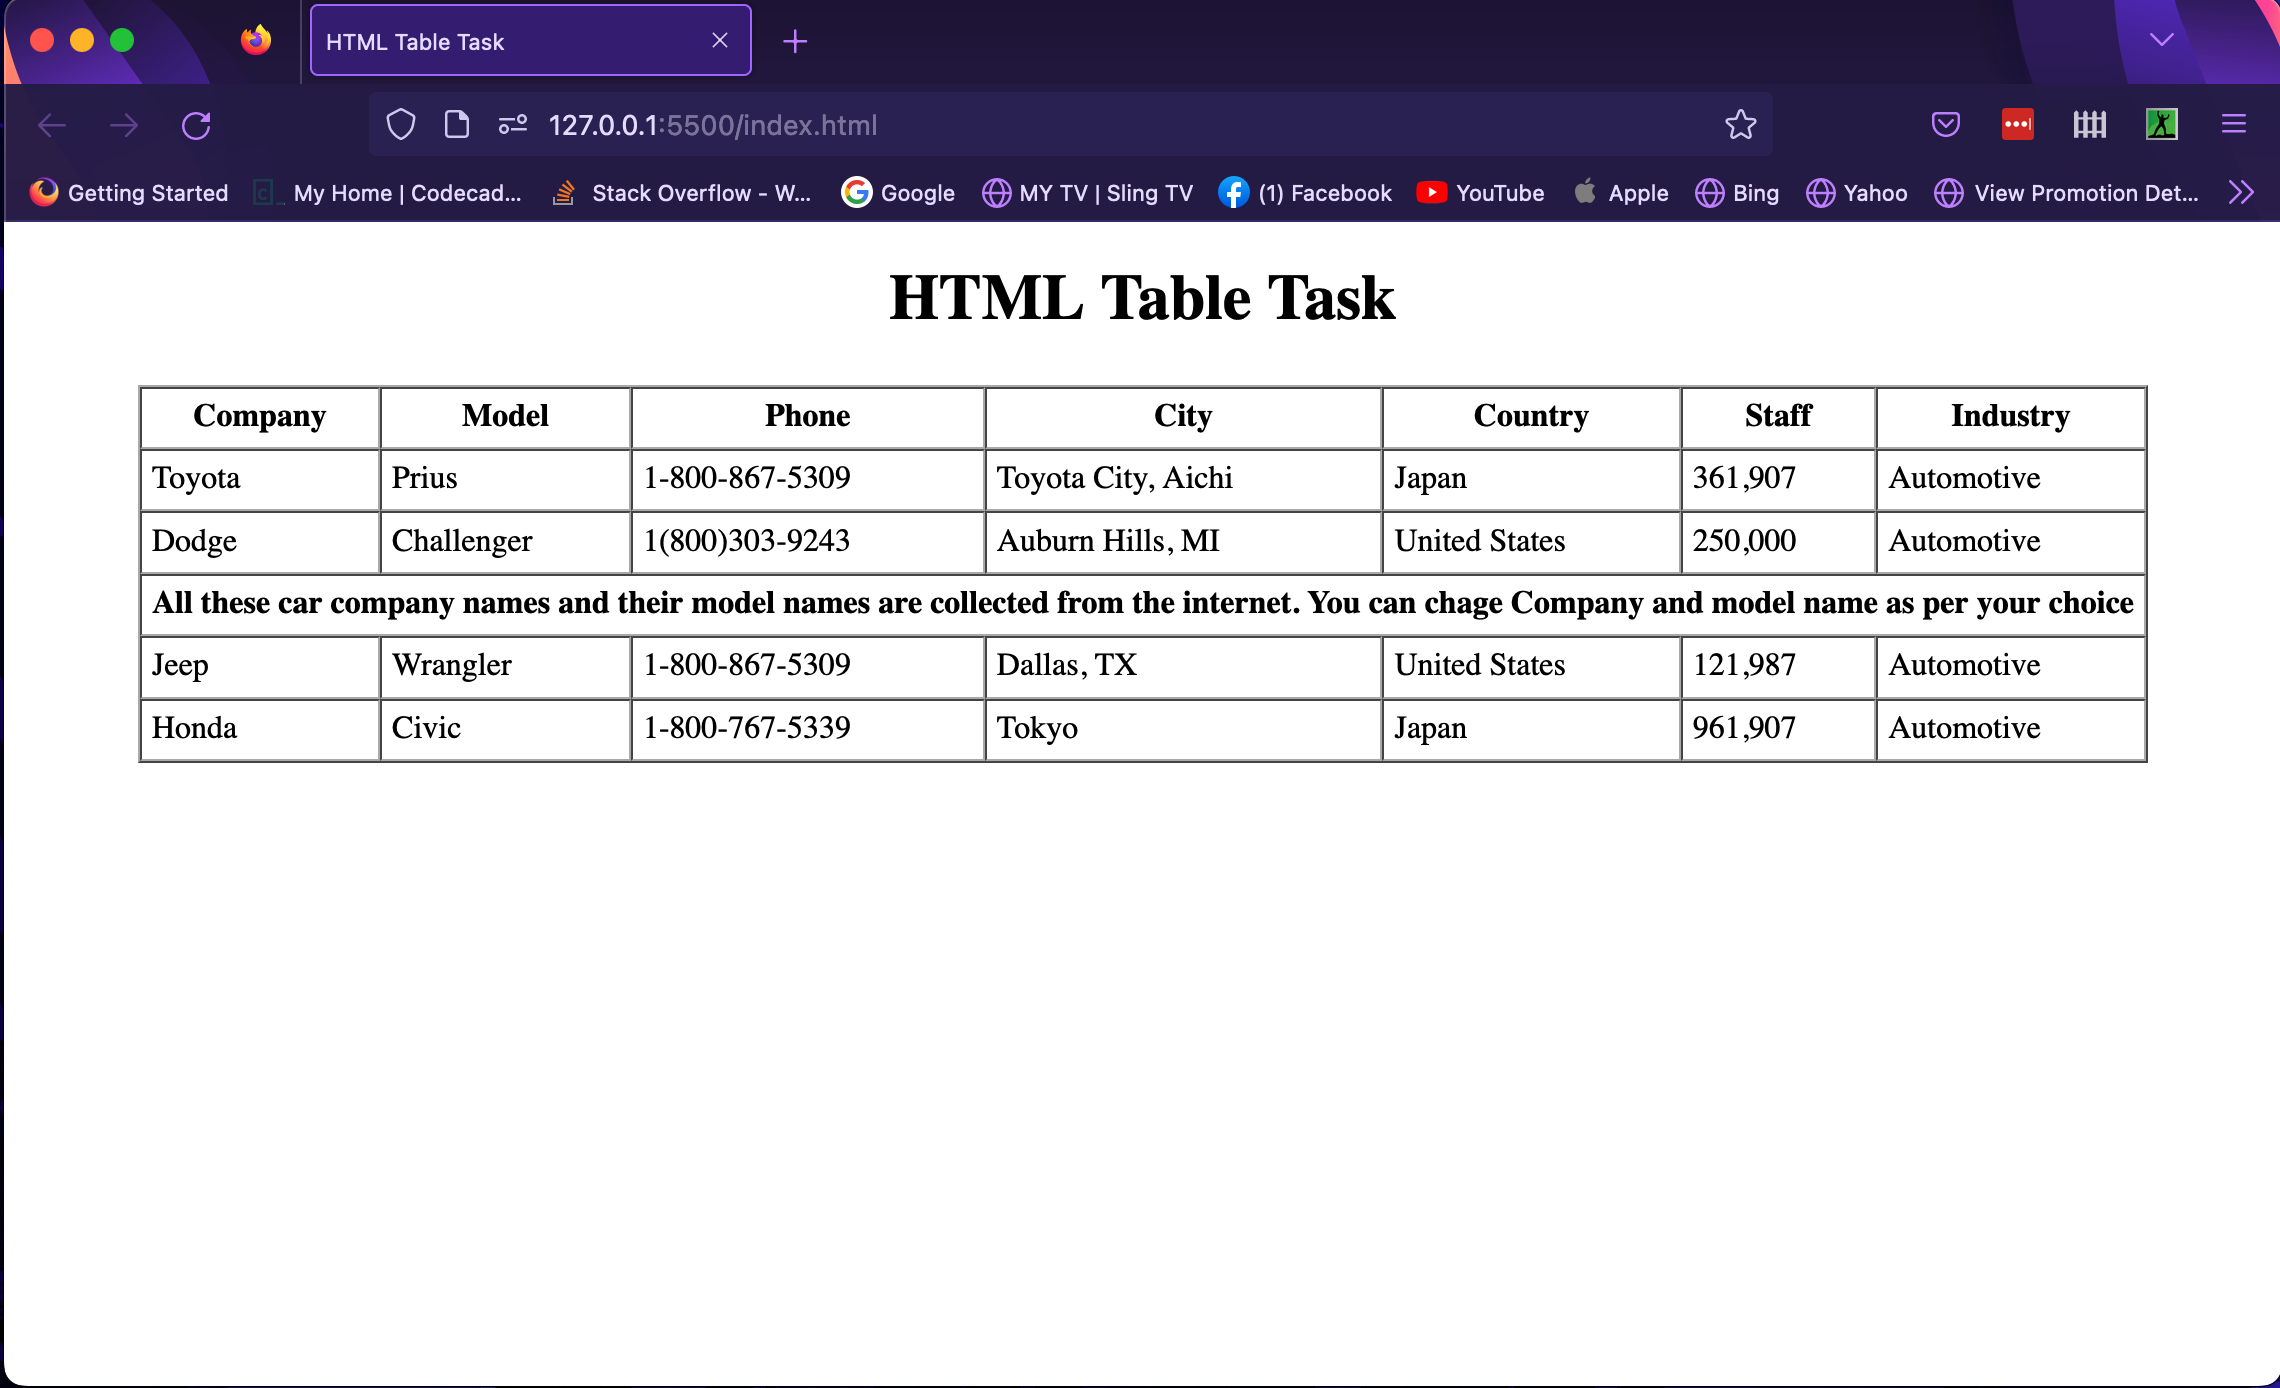 HTML Table Task
127.0.0.1:5500/index.html
Getting Started My Home | Codecad... Stack Overflow - W... Google MY TV | Sling TV (1) Facebook YouTube Apple Bing Yahoo View Promotion Det...
HTML Table Task
Company Model Phone City Country Staff Industry
Toyota Prius 1-800-867-5309 Toyota City, Aichi Japan 361,907 Automotive
Dodge Challenger 1(800)303-9243 Auburn Hills, MI United States 250,000 Automotive
All these car company names and their model names are collected from the internet. You can chage Company and model name as per your choice
Jeep Wrangler 1-800-867-5309 Dallas, TX United States 121,987 Automotive
Honda Civic 1-800-767-5339 Tokyo Japan 961,907 Automotive